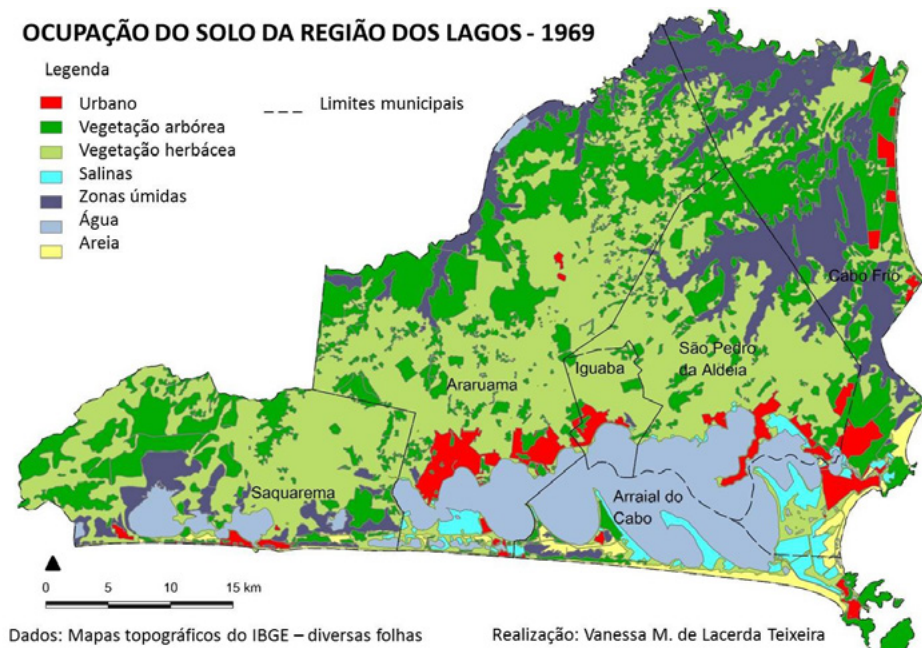 OCUPAÇÃO DO SOLO DA REGIÃO DOS LAGOS - 1969
Legenda
Urbano
Limites municipais
Vegetação arbórea
Vegetação herbácea
Salinas
Zonas úmidas
Água
Areia
Cabo Frio
São Pedro
da Aldeia
Iguaba
Araruama
Saquarema
Arraial do
Cabo
0 5 10 15 km
Dados: Mapas topográficos do IBGE – diversas folhas
Realização: Vanessa M. de Lacerda Teixeira